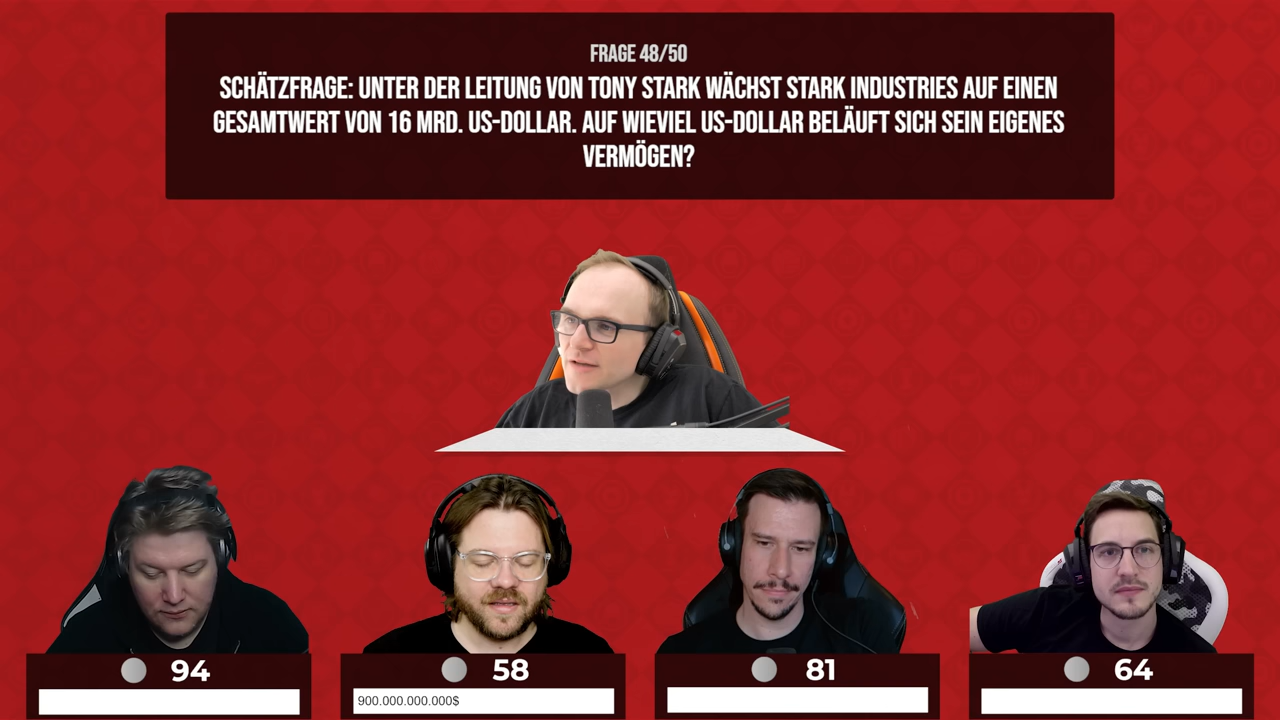 FRAGE 48/50
SCHÄTZFRAGE: UNTER DER LEITUNG VON TONY STARK WÄCHST STARK INDUSTRIES AUF EINEN
GESAMTWERT VON 16 MRD. US-DOLLAR. AUF WIEVIEL US-DOLLAR BELÄUFT SICH SEIN EIGENES
VERMÖGEN?
94
58
81
64
900.000.000.000$